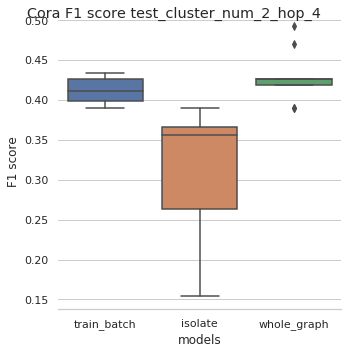 Cora F1 score test_cluster_num_2_hop_4
0.50
0.45
0.40
0.35
0.30
0.25
0.20
0.15
F1 score
train_batch isolate whole_graph
models